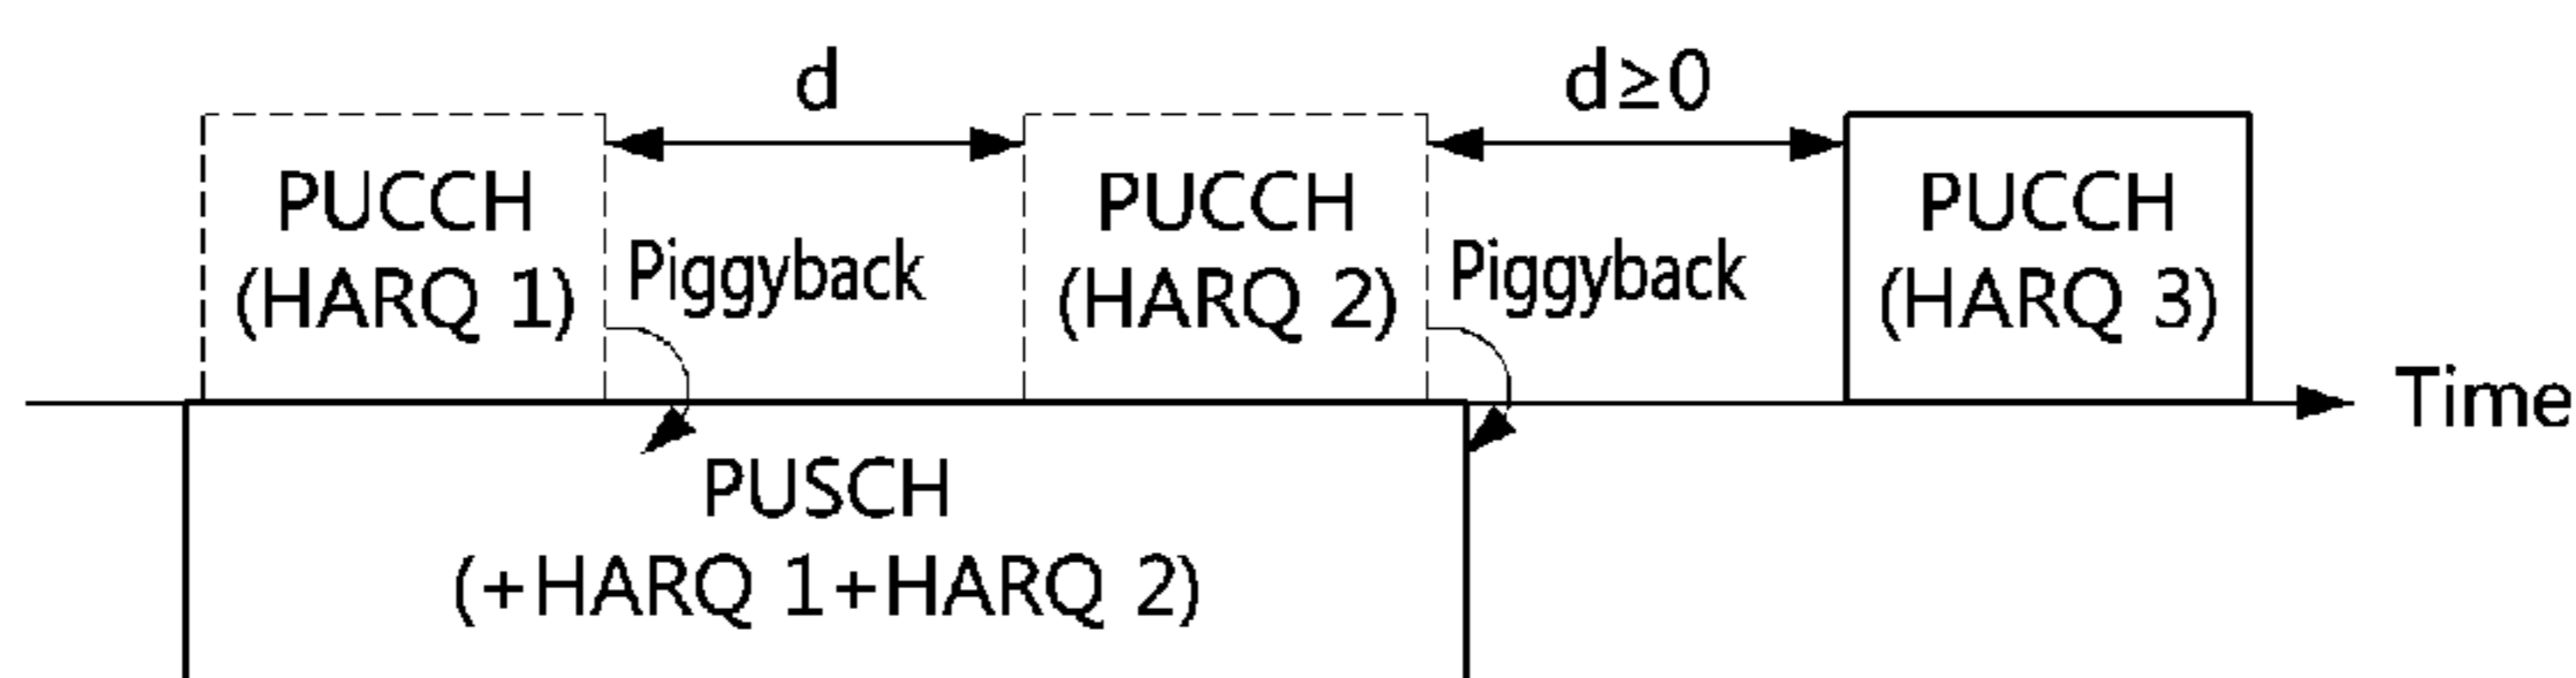 d
d≥0
PUCCH
(HARQ 1)
Piggyback
PUCCH
(HARQ 2)
Piggyback
PUCCH
(HARQ 3)
Time
PUSCH
(+HARQ 1+HARQ 2)